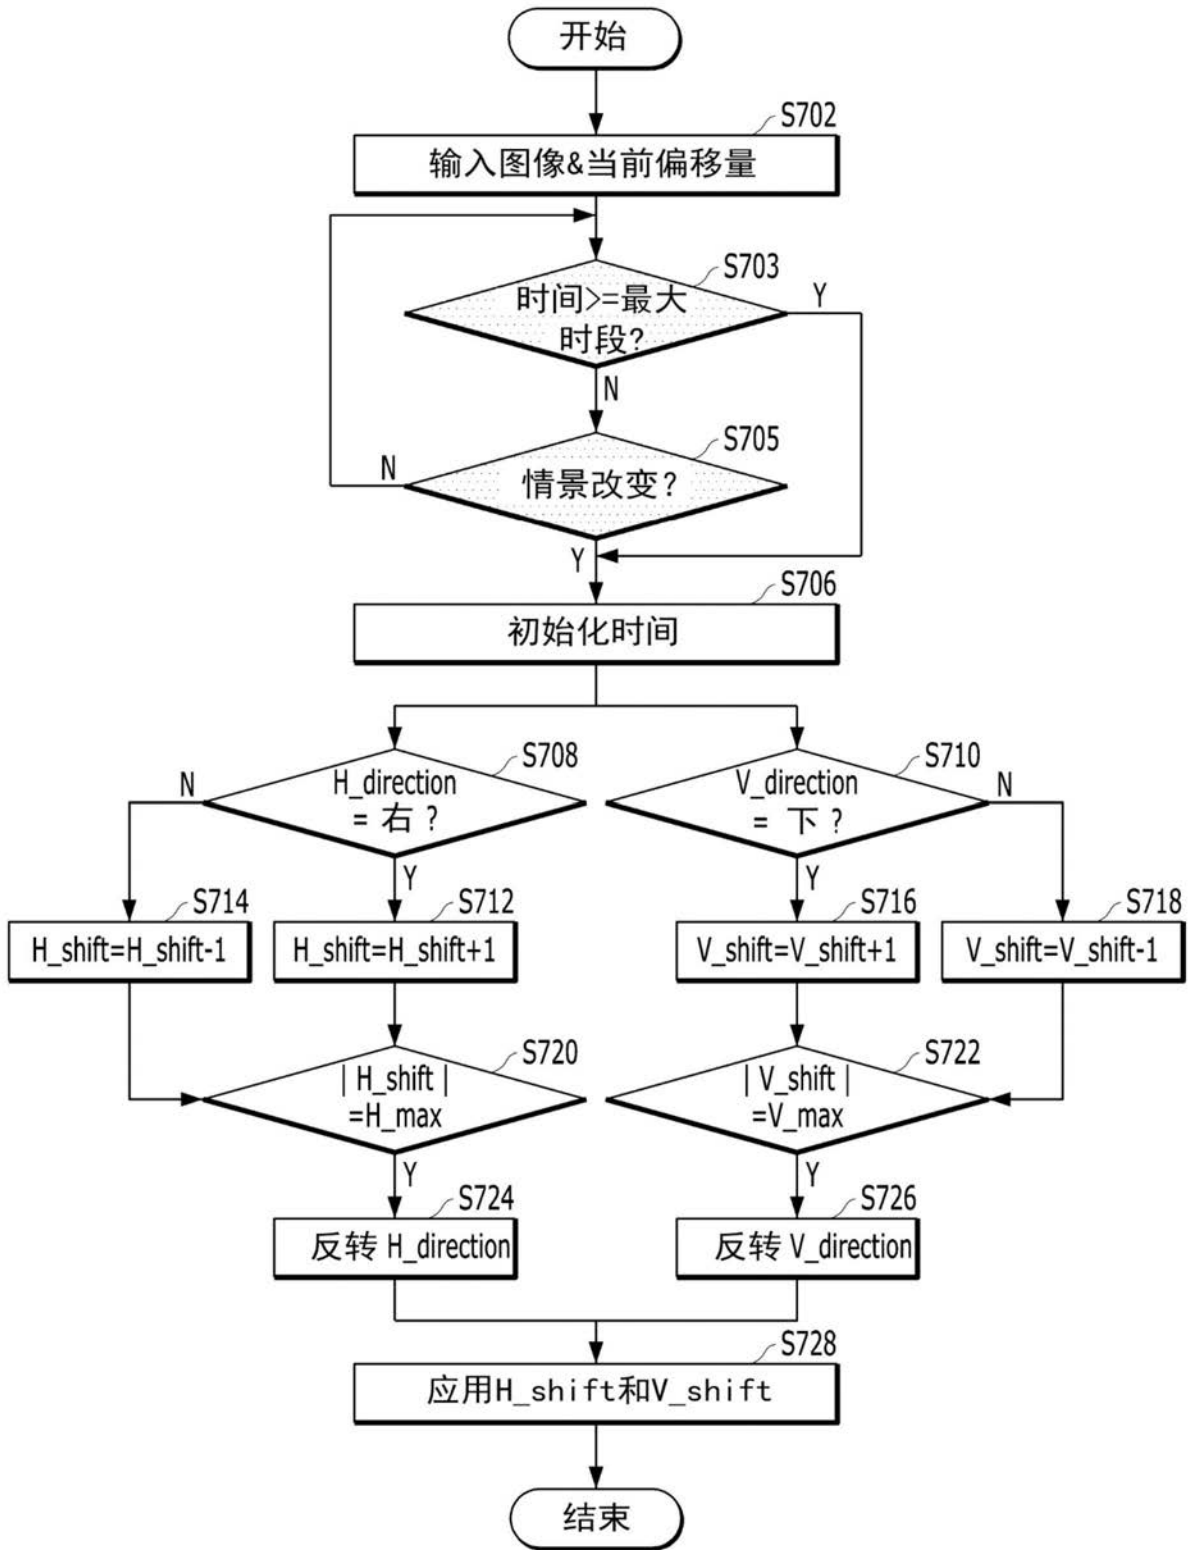 开始
S702
输入图像&当前偏移量
S703
时间>=最大
时段?
Y
N
S705
情景改变?
N
Y
S706
初始化时间
S708
H_direction
= 右 ?
N
Y
S710
V_direction
= 下 ?
N
Y
S714
H_shift=H_shift-1
S712
H_shift=H_shift+1
S716
V_shift=V_shift+1
S718
V_shift=V_shift-1
S720
| H_shift |
=H_max
Y
S722
| V_shift |
=V_max
Y
S724
反转 H_direction
S726
反转 V_direction
S728
应用H_shift和V_shift
结束